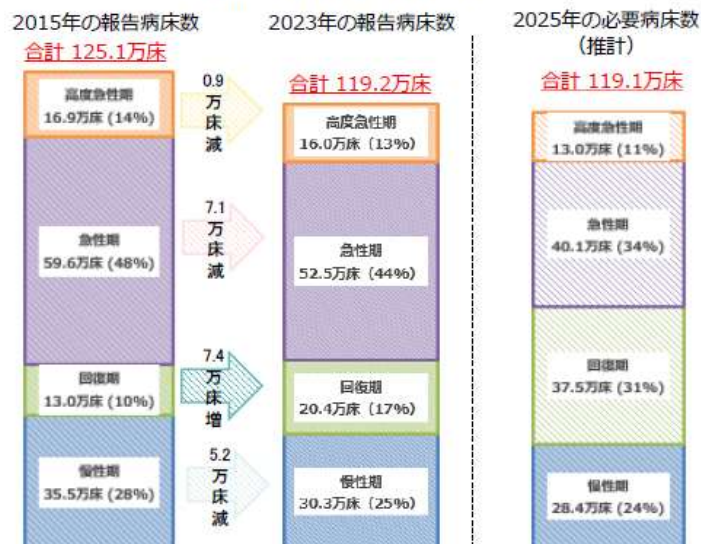 2015年の報告病床数
合計 125.1万床
高度急性期
16.9万床 (14%)
急性期
59.6万床 (48%)
回復期
13.0万床 (10%)
慢性期
35.5万床 (28%)
0.9
万
床
減
7.1
万
床
減
7.4
万
床
増
5.2
万
床
減
2023年の報告病床数
合計 119.2万床
高度急性期
16.0万床（13%）
急性期
52.5万床（44%）
回復期
20.4万床（17%）
慢性期
30.3万床（25%）
2025年の必要病床数
（推計）
合計 119.1万床
高度急性期
13.0万床 (11%)
急性期
40.1万床 (34%)
回復期
37.5万床 (31%)
慢性期
28.4万床 (24%)